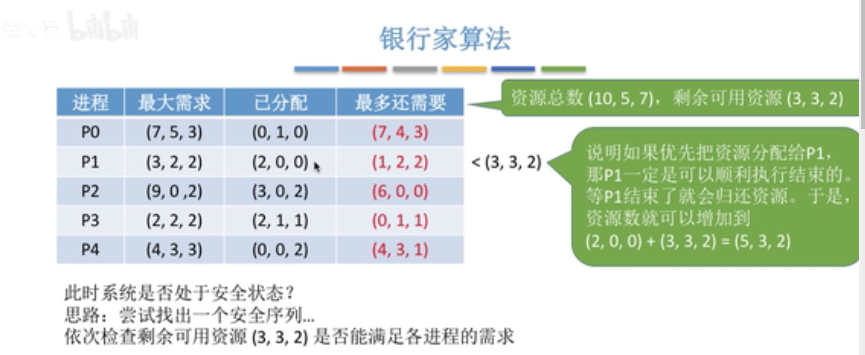 bilibili
银行家算法
进程 最大需求 已分配 最多还需要
P0 (7, 5, 3) (0, 1, 0) (7, 4, 3)
P1 (3, 2, 2) (2, 0, 0) (1, 2, 2)
P2 (9, 0 ,2) (3, 0, 2) (6, 0, 0)
P3 (2, 2, 2) (2, 1, 1) (0, 1, 1)
P4 (4, 3, 3) (0, 0, 2) (4, 3, 1)
资源总数 (10, 5, 7)，剩余可用资源 (3, 3, 2)
< (3, 3, 2)
说明如果优先把资源分配给P1，
那P1一定是可以顺利执行结束的。
等P1结束了就会归还资源。于是，
资源数就可以增加到
(2, 0, 0) + (3, 3, 2) = (5, 3, 2)
此时系统是否处于安全状态？
思路：尝试找出一个安全序列...
依次检查剩余可用资源 (3, 3, 2) 是否能满足各进程的需求